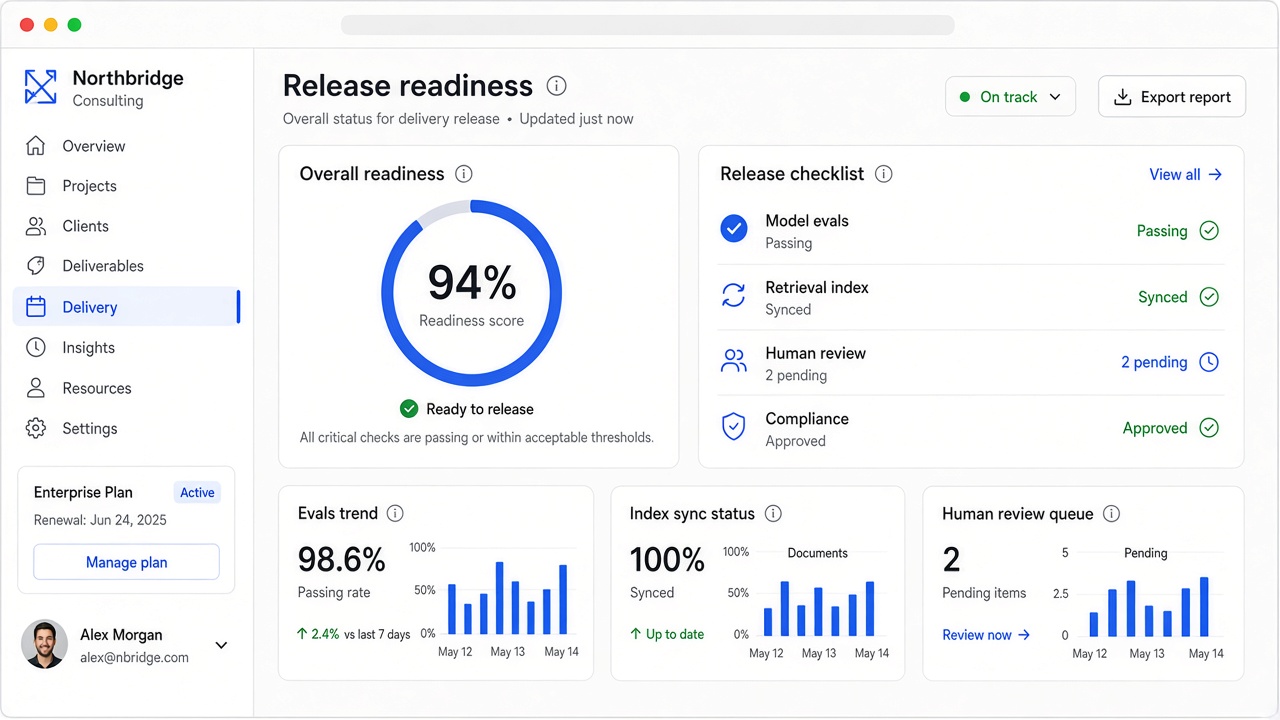 Northbridge
Consulting
Overview
Projects
Clients
Deliverables
Delivery
Insights
Resources
Settings
Enterprise Plan
Active
Renewal: Jun 24, 2025
Manage plan
Alex Morgan
alex@nbridge.com
Release readiness
Overall status for delivery release • Updated just now
On track
Export report
Overall readiness
94%
Readiness score
Ready to release
All critical checks are passing or within acceptable thresholds.
Release checklist
View all →
Model evals
Passing
Passing
Retrieval index
Synced
Synced
Human review
2 pending
2 pending
Compliance
Approved
Approved
Evals trend
98.6%
Passing rate
↑ 2.4% vs last 7 days
100%
50%
0%
May 12 May 13 May 14
Index sync status
100%
Synced
↑ Up to date
Documents
100%
50%
0%
May 12 May 13 May 14
Human review queue
2
Pending items
Review now →
Pending
5
2.5
0
May 12 May 13 May 14